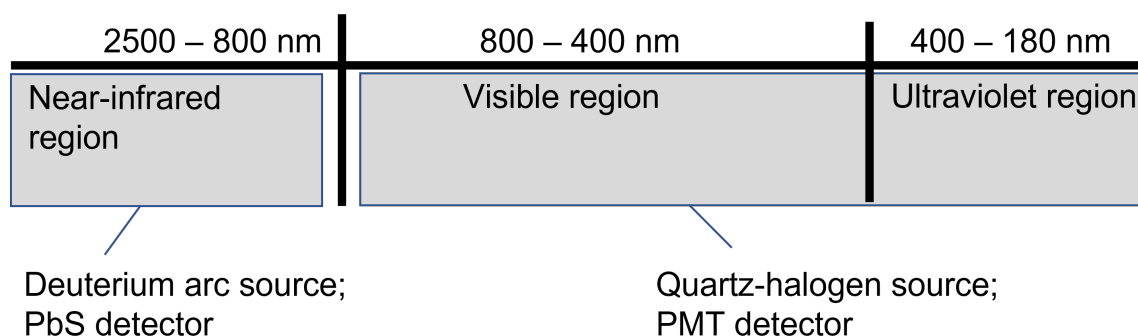 2500 – 800 nm
800 – 400 nm
400 – 180 nm
Near-infrared
region
Visible region
Ultraviolet region
Deuterium arc source;
PbS detector
Quartz-halogen source;
PMT detector